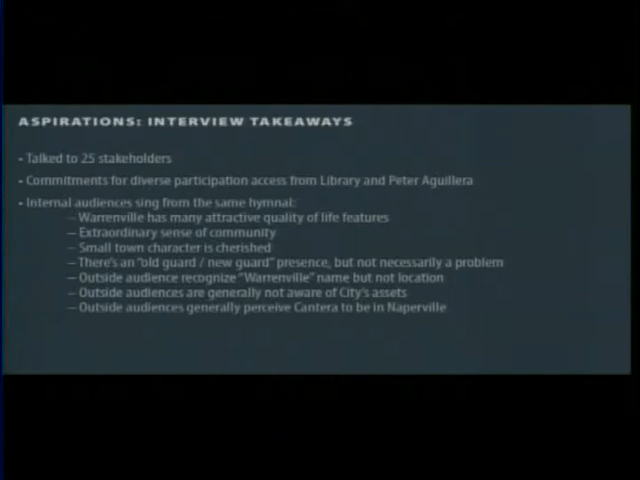 ASPIRATIONS: INTERVIEW TAKEAWAYS
- Talked to 25 stakeholders
- Commitments for diverse participation access from Library and Peter Aguillera
- Internal audiences sing from the same hymnal:
– Warrenville has many attractive quality of life features
– Extraordinary sense of community
– Small town character is cherished
– There's an "old guard / new guard" presence, but not necessarily a problem
– Outside audience recognize "Warrenville" name but not location
– Outside audiences are generally not aware of City's assets
– Outside audiences generally perceive Cantera to be in Naperville